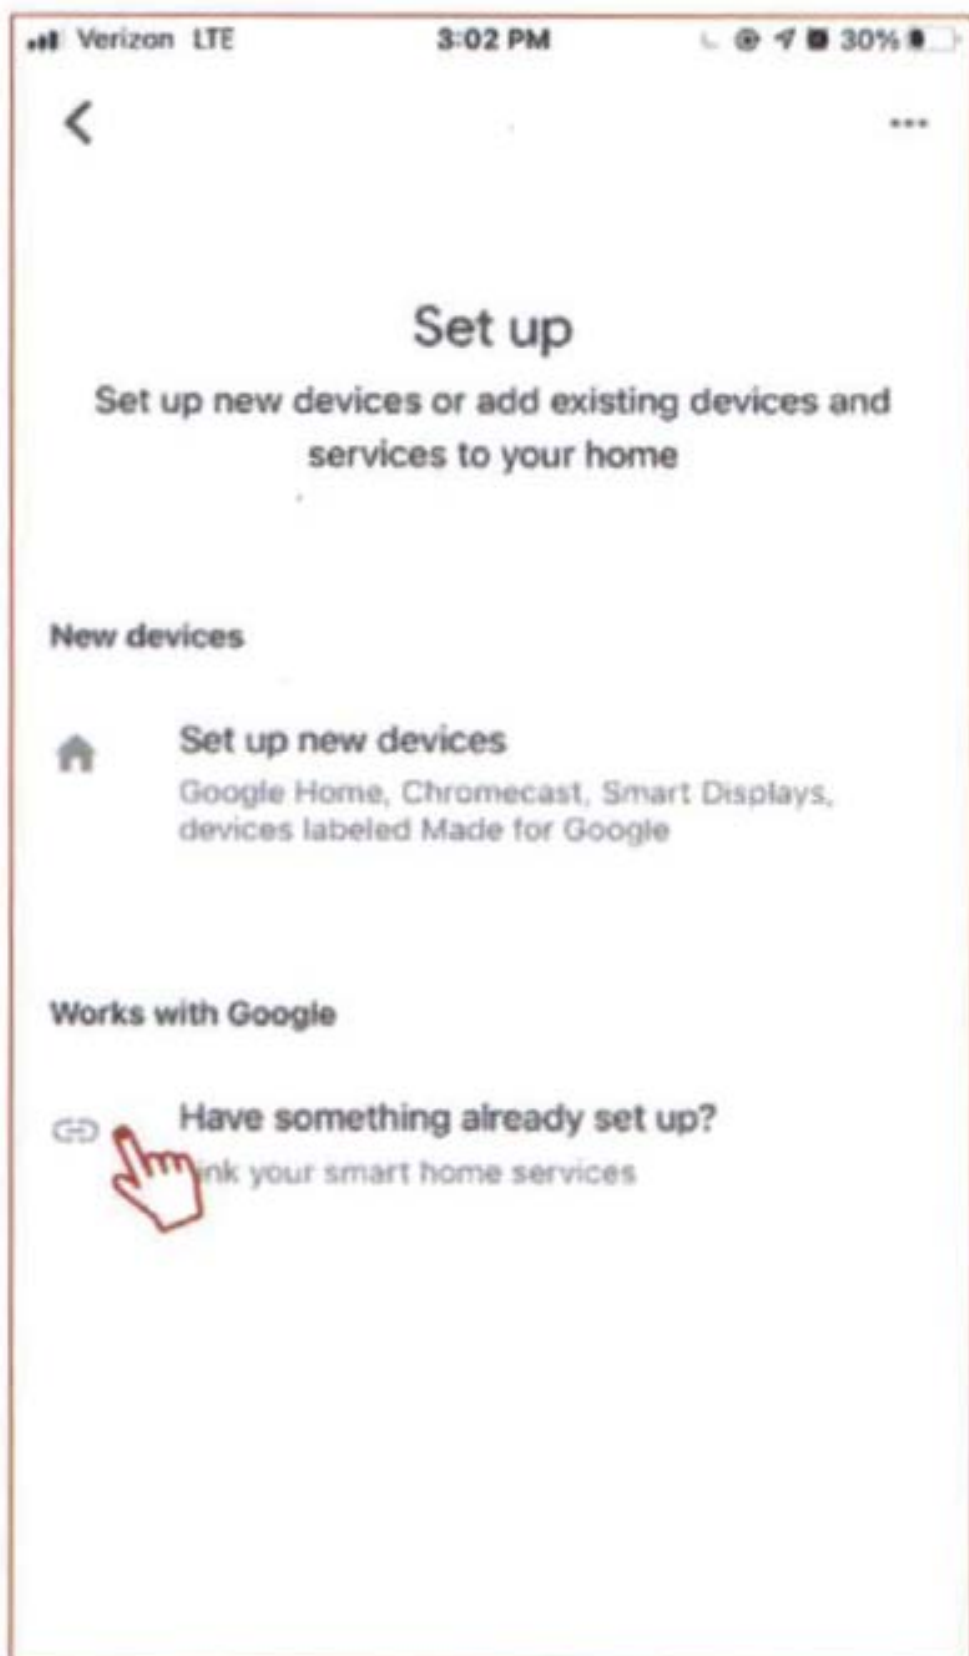 Verizon LTE 3:02 PM 30%
Set up
Set up new devices or add existing devices and
services to your home
New devices
Set up new devices
Google Home, Chromecast, Smart Displays,
devices labeled Made for Google
Works with Google
Have something already set up?
ink your smart home services